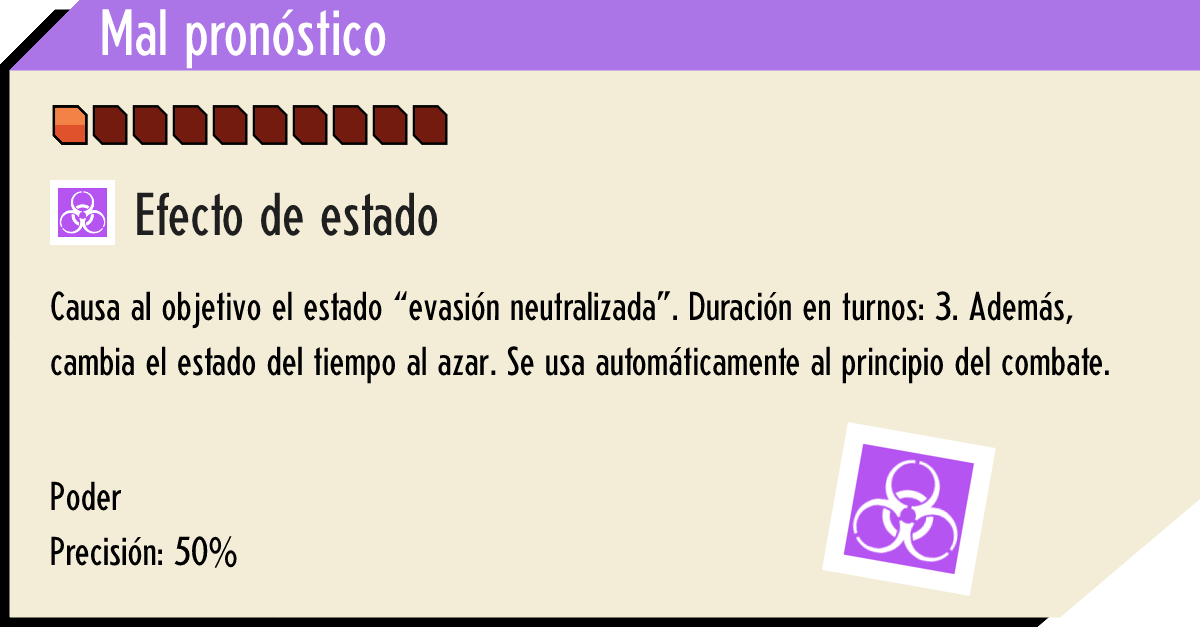 Mal pronóstico
Efecto de estado
Causa al objetivo el estado “evasión neutralizada”. Duración en turnos: 3. Además,
cambia el estado del tiempo al azar. Se usa automáticamente al principio del combate.
Poder
Precisión: 50%